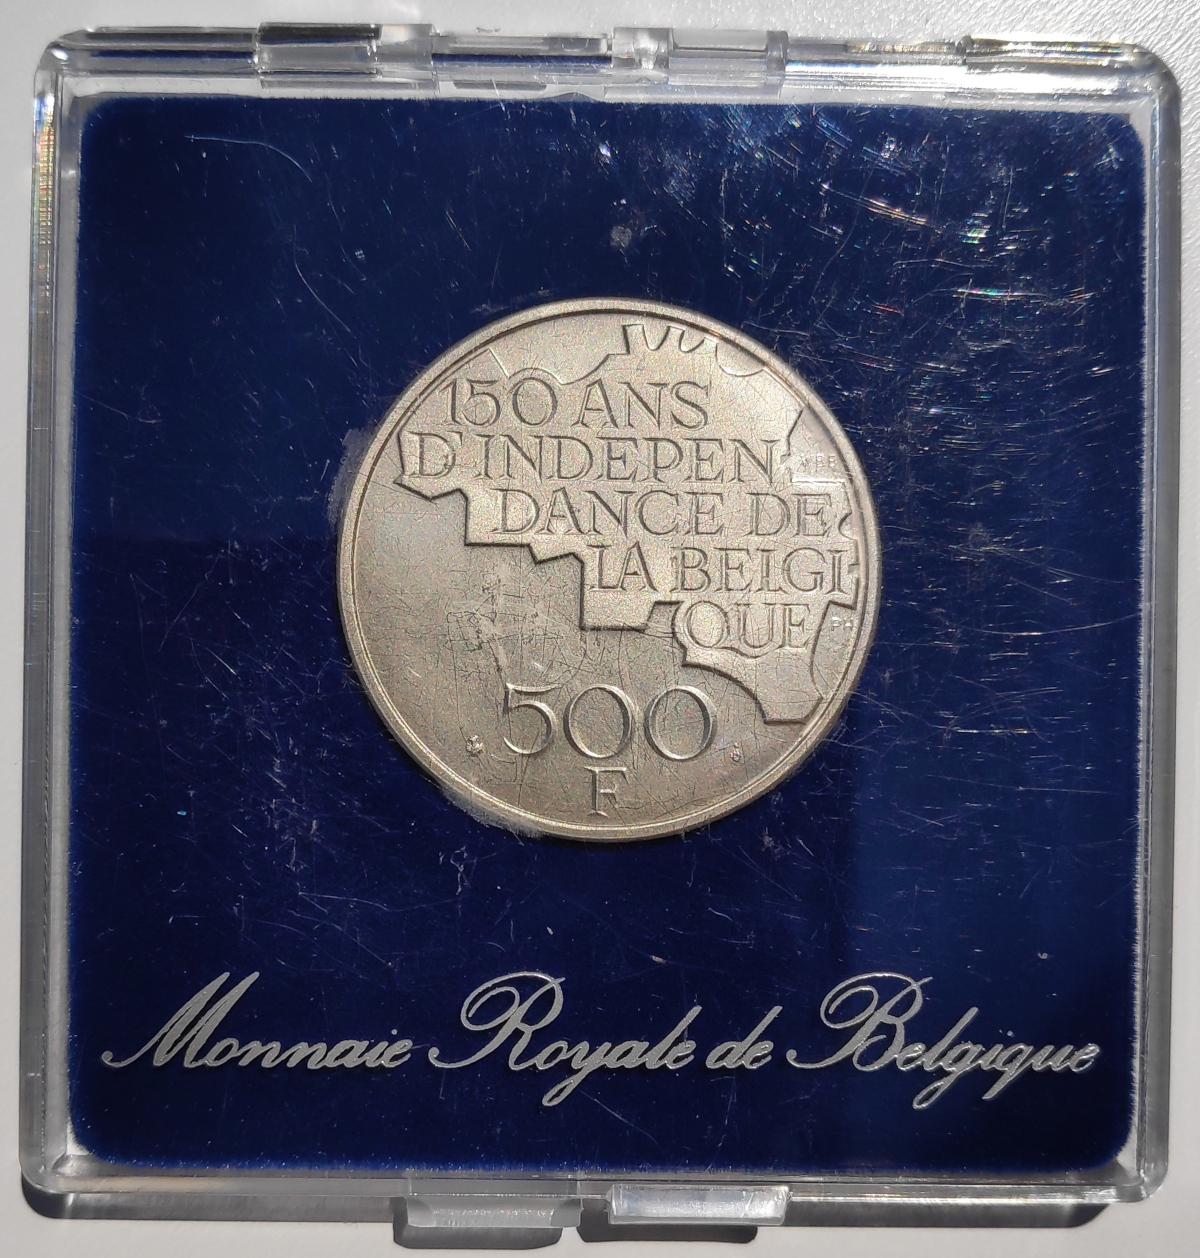 150 ANS
D'INDEPEN
DANCE DE
LA BELGI
QUE
500
F
Monnaie Royale de Belgique